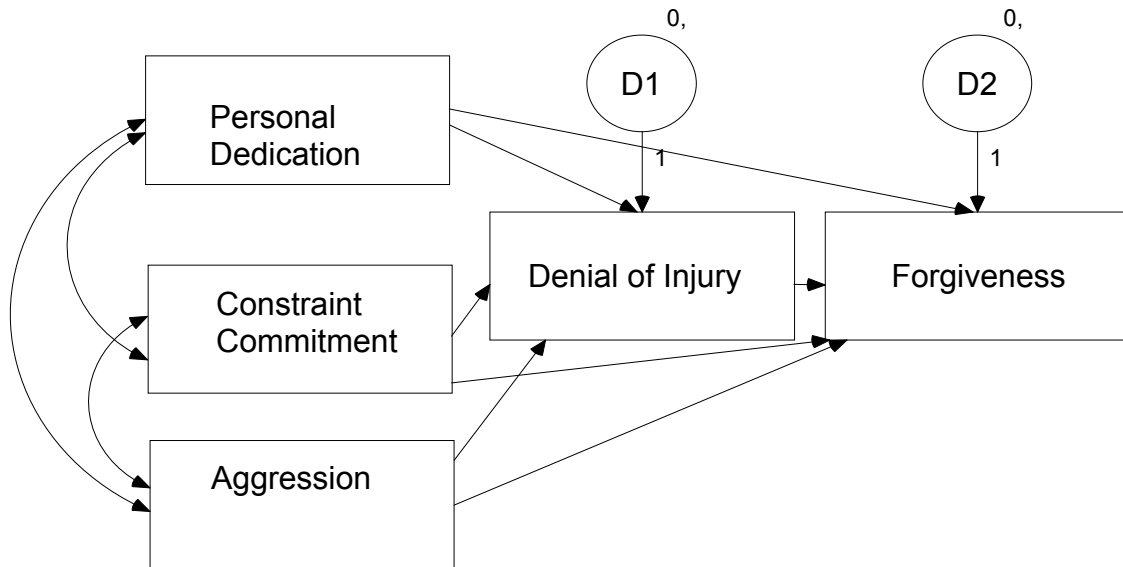 0,
0,
D1
D2
1
1
Personal
Dedication
Denial of Injury
Forgiveness
Constraint
Commitment
Aggression